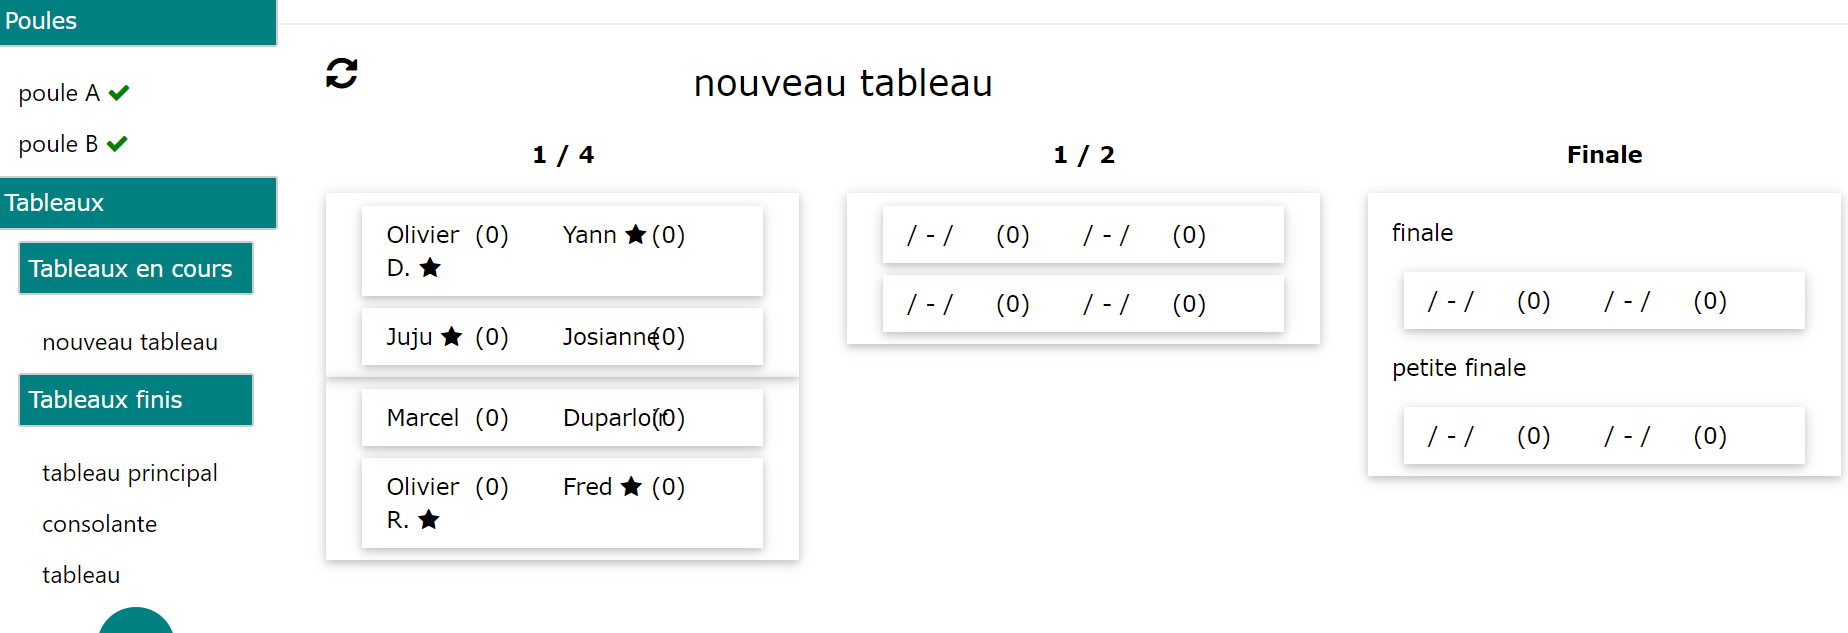 Poules
poule A
poule B
Tableaux
Tableaux en cours
nouveau tableau
Tableaux finis
tableau principal
consolante
tableau
nouveau tableau
1 / 4
Olivier D. (0) Yann (0)
Juju (0) Josianne (0)
Marcel (0) Duparloir (0)
Olivier R. (0) Fred (0)
1 / 2
/ - / (0) / - / (0)
/ - / (0) / - / (0)
Finale
finale
/ - / (0) / - / (0)
petite finale
/ - / (0) / - / (0)